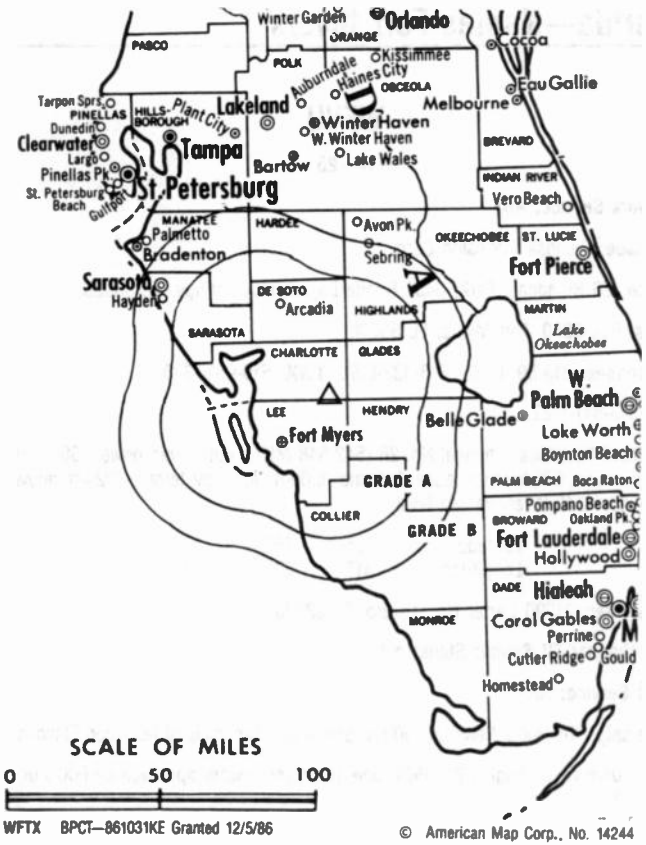 Winter Garden
Orlando
ORANGE
PASCO
POLK
Kissimmee
Cocoa
Auburndale
Haines City
OSCEOLA
D
Tarpon Sprs.
PINELLAS
HILLS-
BOROUGH
Plant City
Lakeland
Eau Gallie
Melbourne
Dunedin
Clearwater
Largo
Tampa
Winter Haven
W. Winter Haven
BREVARD
Bartow
Lake Wales
Pinellas Pk.
St. Petersburg
St. Petersburg
Beach
Gulfport
INDIAN RIVER
Vero Beach
MANATEE
Palmetto
Bradenton
HARDEE
Avon Pk.
Sebring
OKEECHOBEE
ST. LUCIE
Fort Pierce
A
Sarasota
Hayden
DE SOTO
Arcadia
HIGHLANDS
MARTIN
SARASOTA
Lake
Okeechobee
CHARLOTTE
GLADES
W.
Palm Beach
LEE
HENDRY
Belle Glade
Lake Worth
Fort Myers
Boynton Beach
GRADE A
PALM BEACH
Boca Raton
COLLIER
Pompano Beach
GRADE B
BROWARD
Oakland Pk.
Fort Lauderdale
Hollywood
DADE
Hialeah
MONROE
Coral Gables
M
Perrine
Cutler Ridge
Gould
Homestead
SCALE OF MILES
0 50 100
WFTX BPCT—861031KE Granted 12/5/86
© American Map Corp., No. 14244